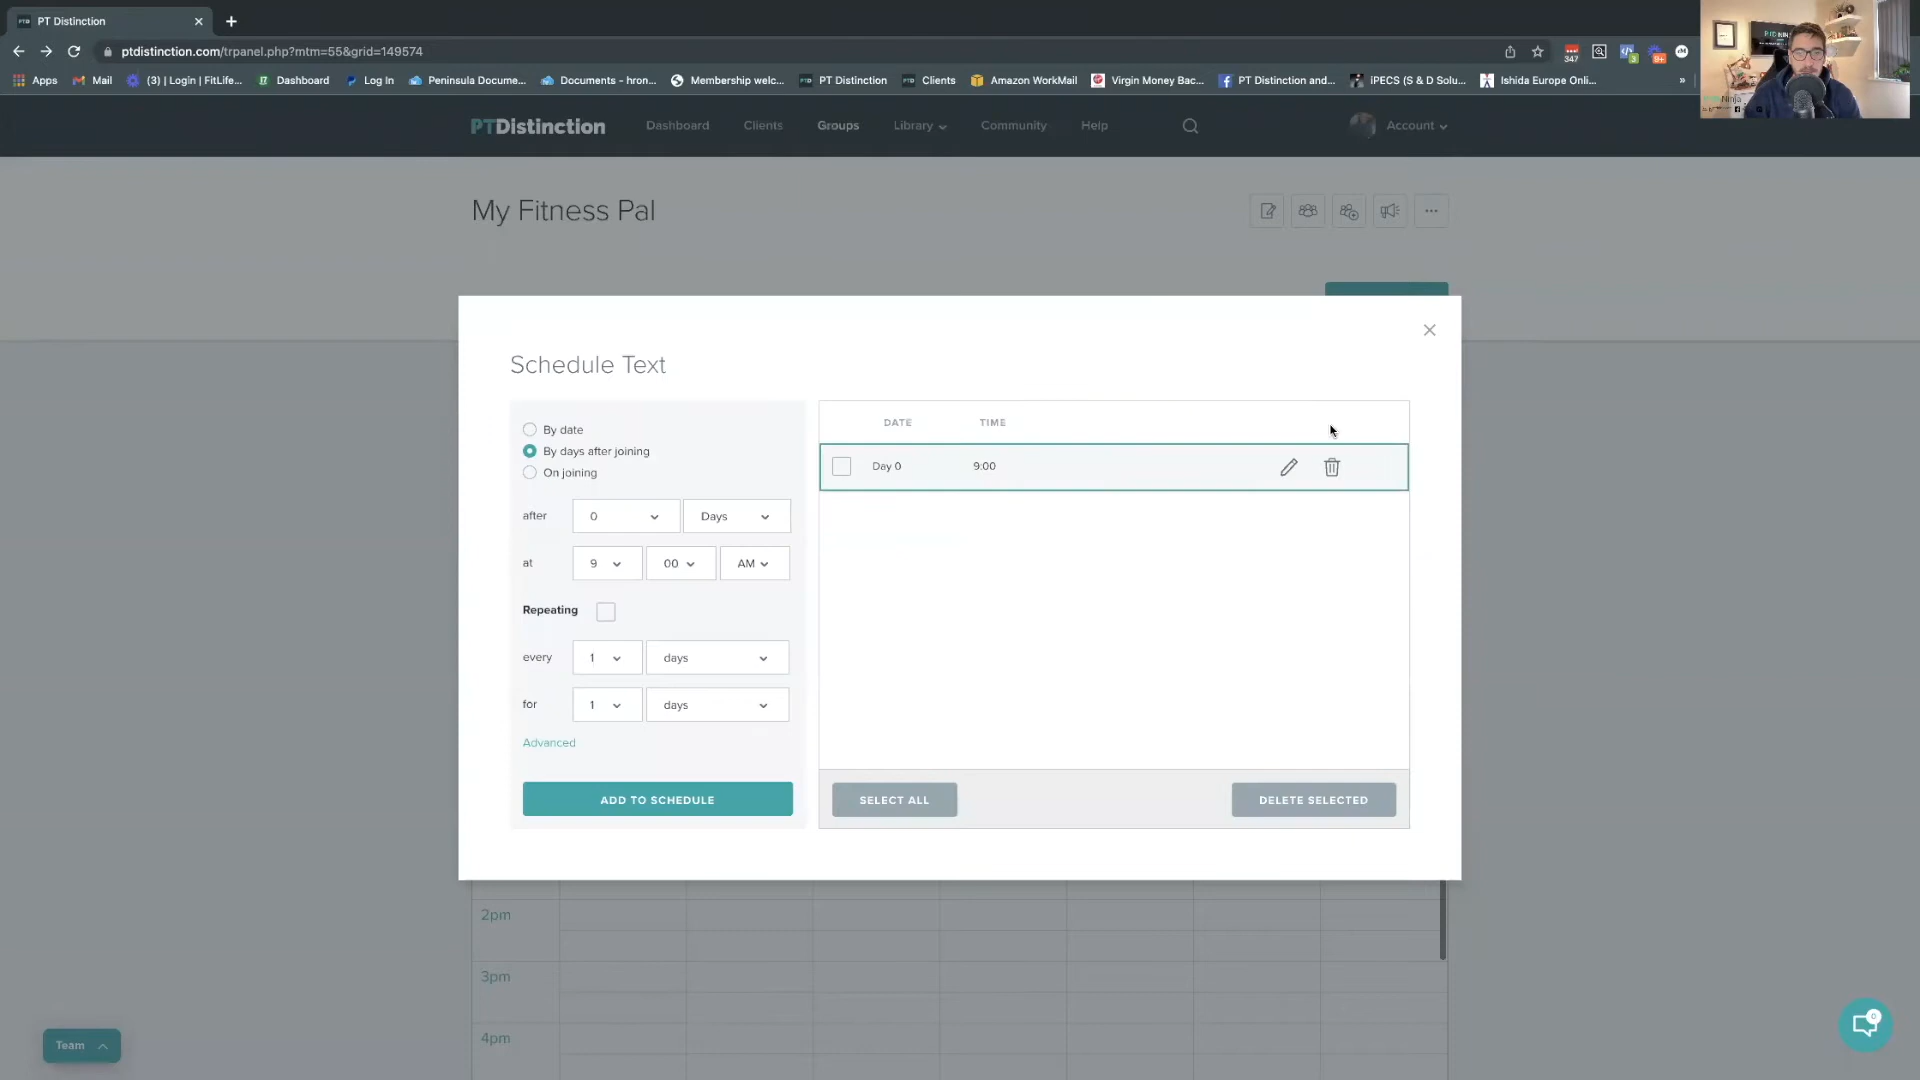 PT Distinction
ptdistinction.com/trpanel.php?mtm=55&grid=149574
347
3
9+
Apps
Mail
(3) | Login | FitLife...
Dashboard
Log In
Peninsula Docume...
Documents – hron...
Membership welc...
PT Distinction
Clients
Amazon WorkMail
Virgin Money Bac...
PT Distinction and...
iPECS (S & D Solu...
Ishida Europe Onli...
»
PTDistinction
Dashboard
Clients
Groups
Library
Community
Help
Account
My Fitness Pal
Schedule Text
By date
By days after joining
On joining
after
0
Days
at
9
00
AM
Repeating
every
1
days
for
1
days
Advanced
ADD TO SCHEDULE
DATE
TIME
Day 0
9:00
SELECT ALL
DELETE SELECTED
2pm
3pm
4pm
Team
0